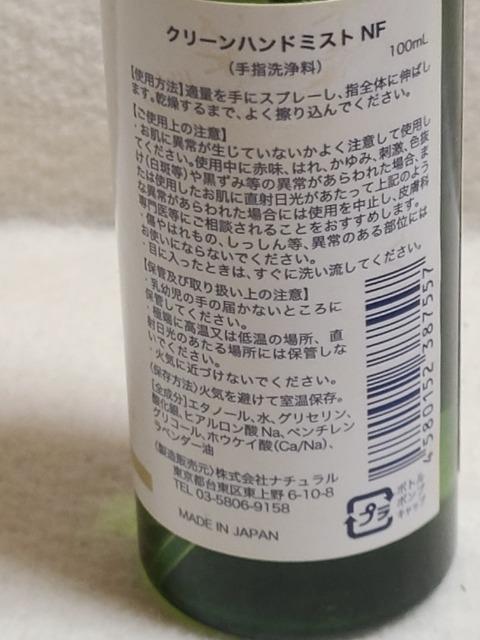 クリーンハンドミスト NF
100mL
(手指洗浄料)
【使用方法】適量を手にスプレーし、指全体に伸ばし
ます。乾燥するまで、よく擦り込んでください。
【ご使用上の注意】
・お肌に異常が生じていないかよく注意して使用し
てください。使用中に赤味、はれ、かゆみ、刺激、色抜
け(白斑等)や黒ずみ等の異常があらわれた場合、ま
たは使用したお肌に直射日光があたって上記のよう
な異常があらわれた場合には使用を中止し、皮膚科
専門医等にご相談されることをおすすめします。
・傷やはれもの、しっしん等、異常のある部位には
お使いにならないでください。
・目に入ったときは、すぐに洗い流してください。
【保管及び取り扱い上の注意】
・乳幼児の手の届かないところに
保管してください。
・極端に高温又は低温の場所、直
射日光のあたる場所には保管しな
いでください。
・火気に近づけないでください。
〈保存方法〉火気を避けて室温保存。
[全成分]エタノール、水、グリセリン、
酸化銀、ヒアルロン酸Na、ペンチレン
グリコール、ホウケイ酸(Ca/Na)、
ラベンダー油
〈製造販売元〉株式会社ナチュラル
東京都台東区東上野 6-10-8
TEL 03-5806-9158
MADE IN JAPAN
4580152387557
プラ
ボトル
ポンプ
キャップ